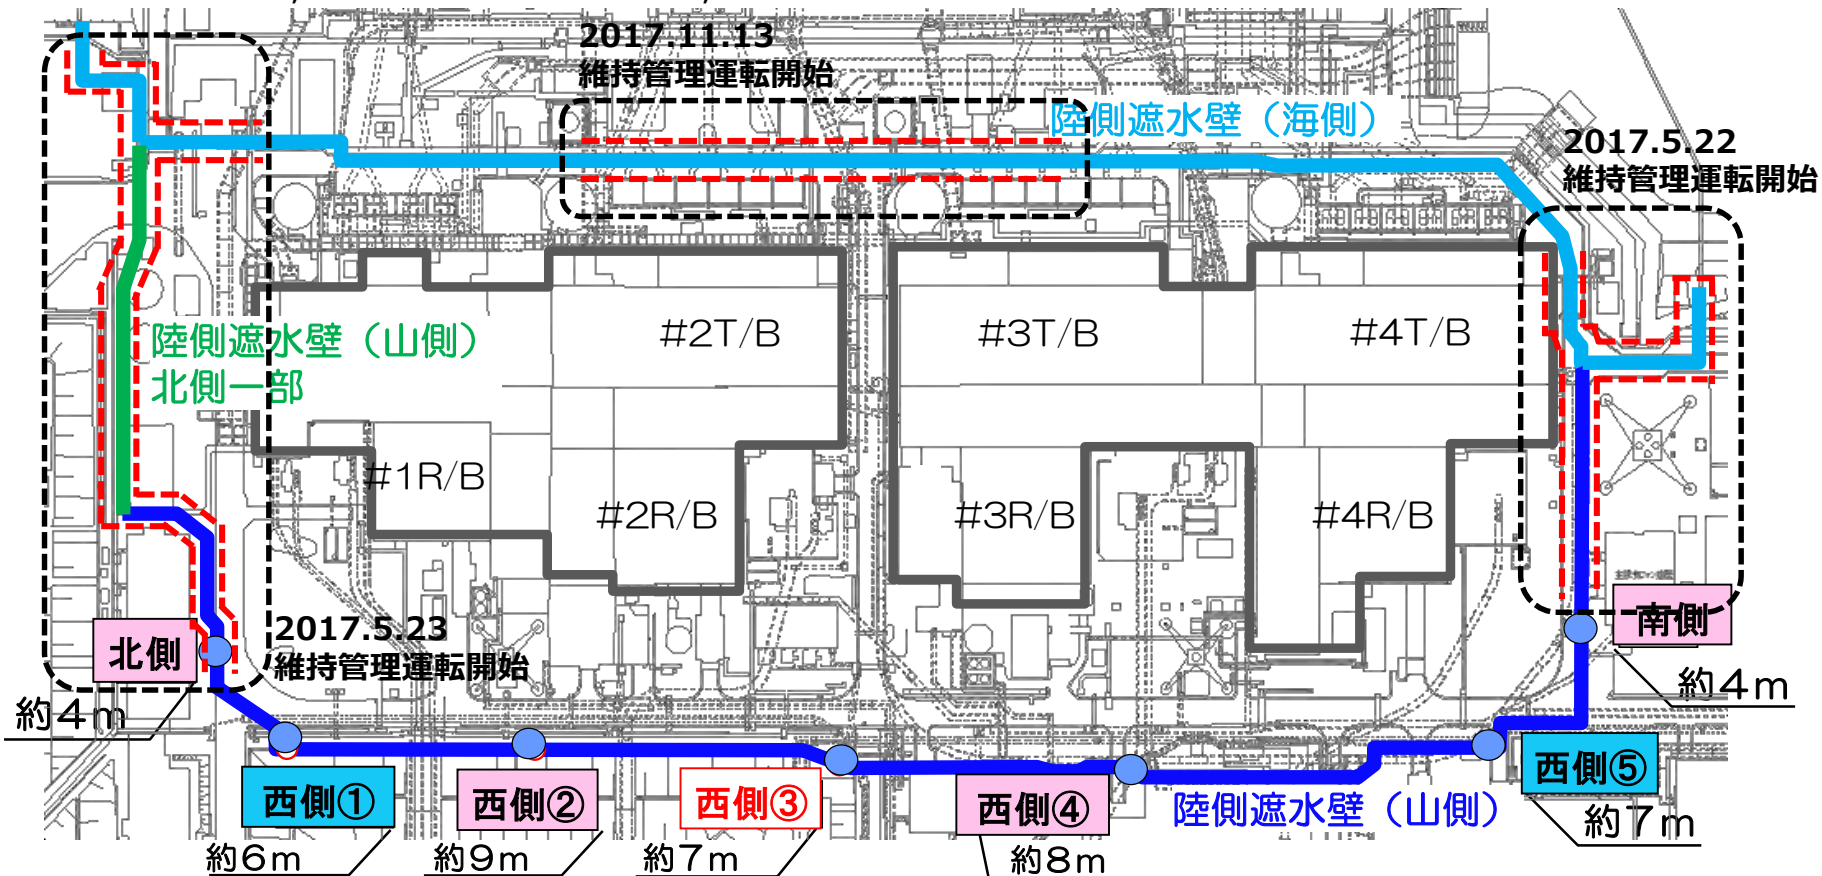 2017.11.13
維持管理運転開始
陸側遮水壁（海側）
2017.5.22
維持管理運転開始
陸側遮水壁（山側）
北側一部
#2T/B
#3T/B
#4T/B
#1R/B
#2R/B
#3R/B
#4R/B
2017.5.23
維持管理運転開始
北側
南側
約4m
約4m
西側①
西側②
西側③
西側④
陸側遮水壁（山側）
西側⑤
約6m
約9m
約7m
約8m
約7m